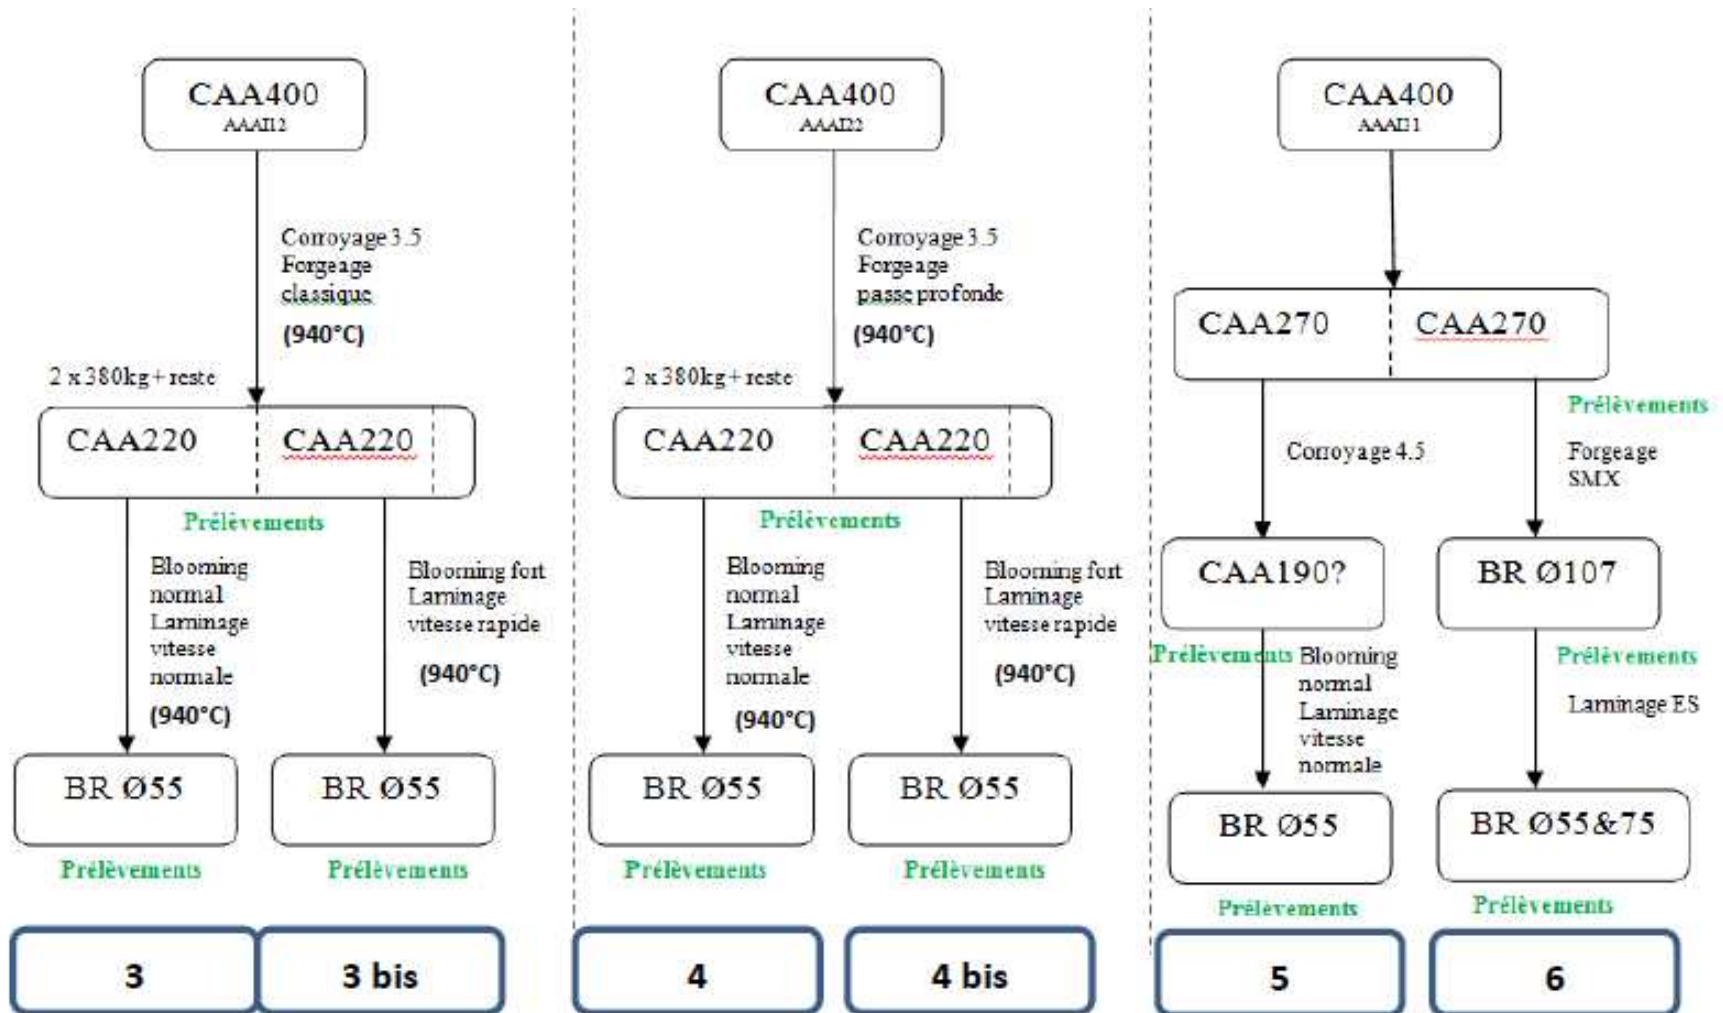 CAA400
CAA400
CAA400
Corroyage 3.5
Forgeage
classique
(940°C)
2 x 380kg + reste
CAA220
CAA220
Prélèvements
Blooming
normal
Laminage
vitesse
normale
(940°C)
Blooming fort
Laminage
vitesse rapide
(940°C)
BR Ø55
BR Ø55
Prélèvements
Prélèvements
3
3 bis
Corroyage 3.5
Forgeage
passe profonde
(940°C)
2 x 380kg + reste
CAA220
CAA220
Prélèvements
Blooming
normal
Laminage
vitesse
normale
(940°C)
Blooming fort
Laminage
vitesse rapide
(940°C)
BR Ø55
BR Ø55
Prélèvements
Prélèvements
4
4 bis
CAA270
CAA270
Prélèvements
Corroyage 4.5
Forgeage
SMX
CAA190?
BR Ø107
Prélèvements
Blooming
normal
Laminage
vitesse
normale
Prélèvements
Laminage ES
BR Ø55
BR Ø55&75
Prélèvements
Prélèvements
5
6